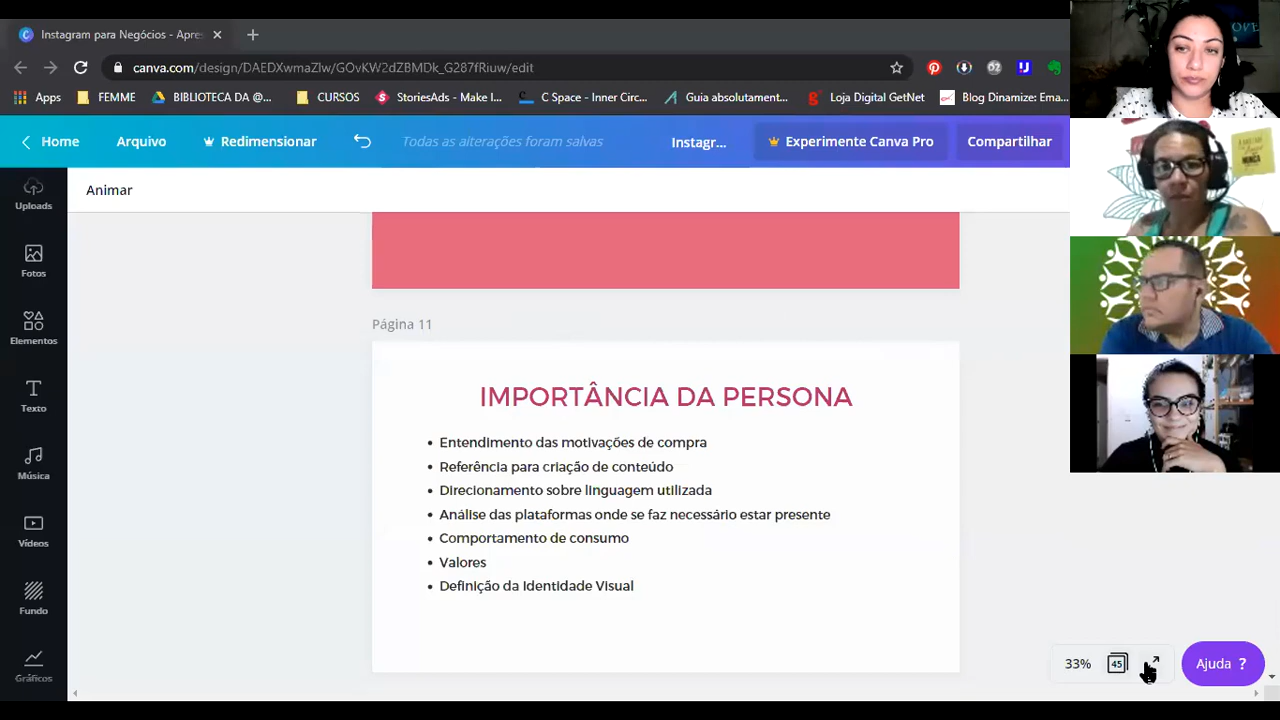 Instagram para Negócios - Apres
canva.com/design/DAEDXwmaZlw/GOvKW2dZBMDk_G287fRiuw/edit
Apps FEMME BIBLIOTECA DA @... CURSOS StoriesAds - Make I... C Space - Inner Circ... Guia absolutament... Loja Digital GetNet Blog Dinamize: Ema...
Home Arquivo Redimensionar Todas as alterações foram salvas Instagr... Experimente Canva Pro Compartilhar
Animar
Uploads
Fotos
Elementos
Texto
Música
Vídeos
Fundo
Gráficos
Página 11
IMPORTÂNCIA DA PERSONA
• Entendimento das motivações de compra
• Referência para criação de conteúdo
• Direcionamento sobre linguagem utilizada
• Análise das plataformas onde se faz necessário estar presente
• Comportamento de consumo
• Valores
• Definição da Identidade Visual
33% 45 Ajuda ?
NUNCA